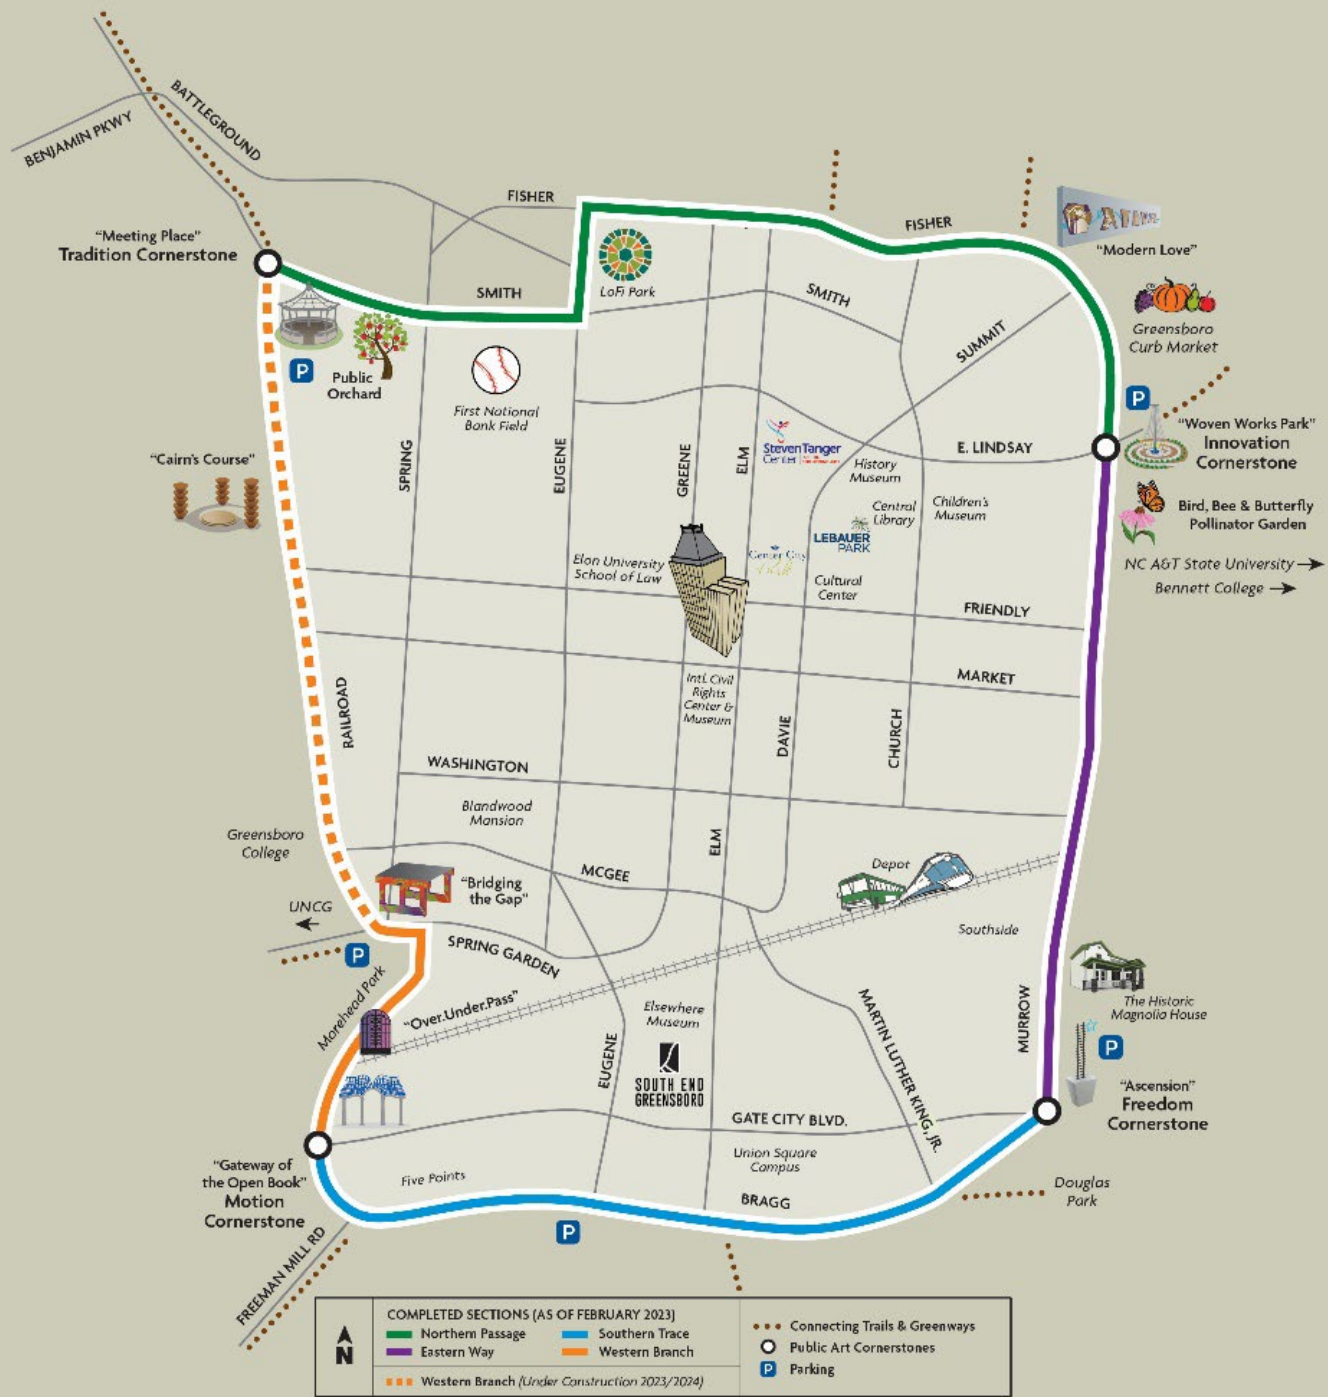 BATTLEGROUND
BENJAMIN PKWY
FISHER
FISHER
"Meeting Place"
Tradition Cornerstone
"Modern Love"
SMITH
LoFi Park
SMITH
SUMMIT
Greensboro
Curb Market
P
Public
Orchard
First National
Bank Field
P
"Woven Works Park"
Innovation
Cornerstone
"Cairn's Course"
SPRING
EUGENE
GREENE
ELM
Steven Tanger
Center
E. LINDSAY
History
Museum
Central
Library
Children's
Museum
Bird, Bee & Butterfly
Pollinator Garden
LEBAUER
PARK
Center City
Elon University
School of Law
Cultural
Center
NC A&T State University
Bennett College
FRIENDLY
MARKET
Int'l. Civil
Rights
Center &
Museum
RAILROAD
DAVIE
CHURCH
WASHINGTON
Blandwood
Mansion
ELM
Greensboro
College
MCGEE
Depot
"Bridging
the Gap"
UNCG
P
SPRING GARDEN
Southside
Morehead Park
"Over.Under.Pass"
Elsewhere
Museum
MARTIN LUTHER KING, JR.
MURROW
The Historic
Magnolia House
P
EUGENE
SOUTH END
GREENSBORO
"Ascension"
Freedom
Cornerstone
GATE CITY BLVD.
Union Square
Campus
"Gateway of
the Open Book"
Motion
Cornerstone
Five Points
BRAGG
Douglas
Park
P
FREEMAN MILL RD
N
COMPLETED SECTIONS (AS OF FEBRUARY 2023)
Northern Passage
Southern Trace
Eastern Way
Western Branch
Western Branch (Under Construction 2023/2024)
Connecting Trails & Greenways
Public Art Cornerstones
P Parking